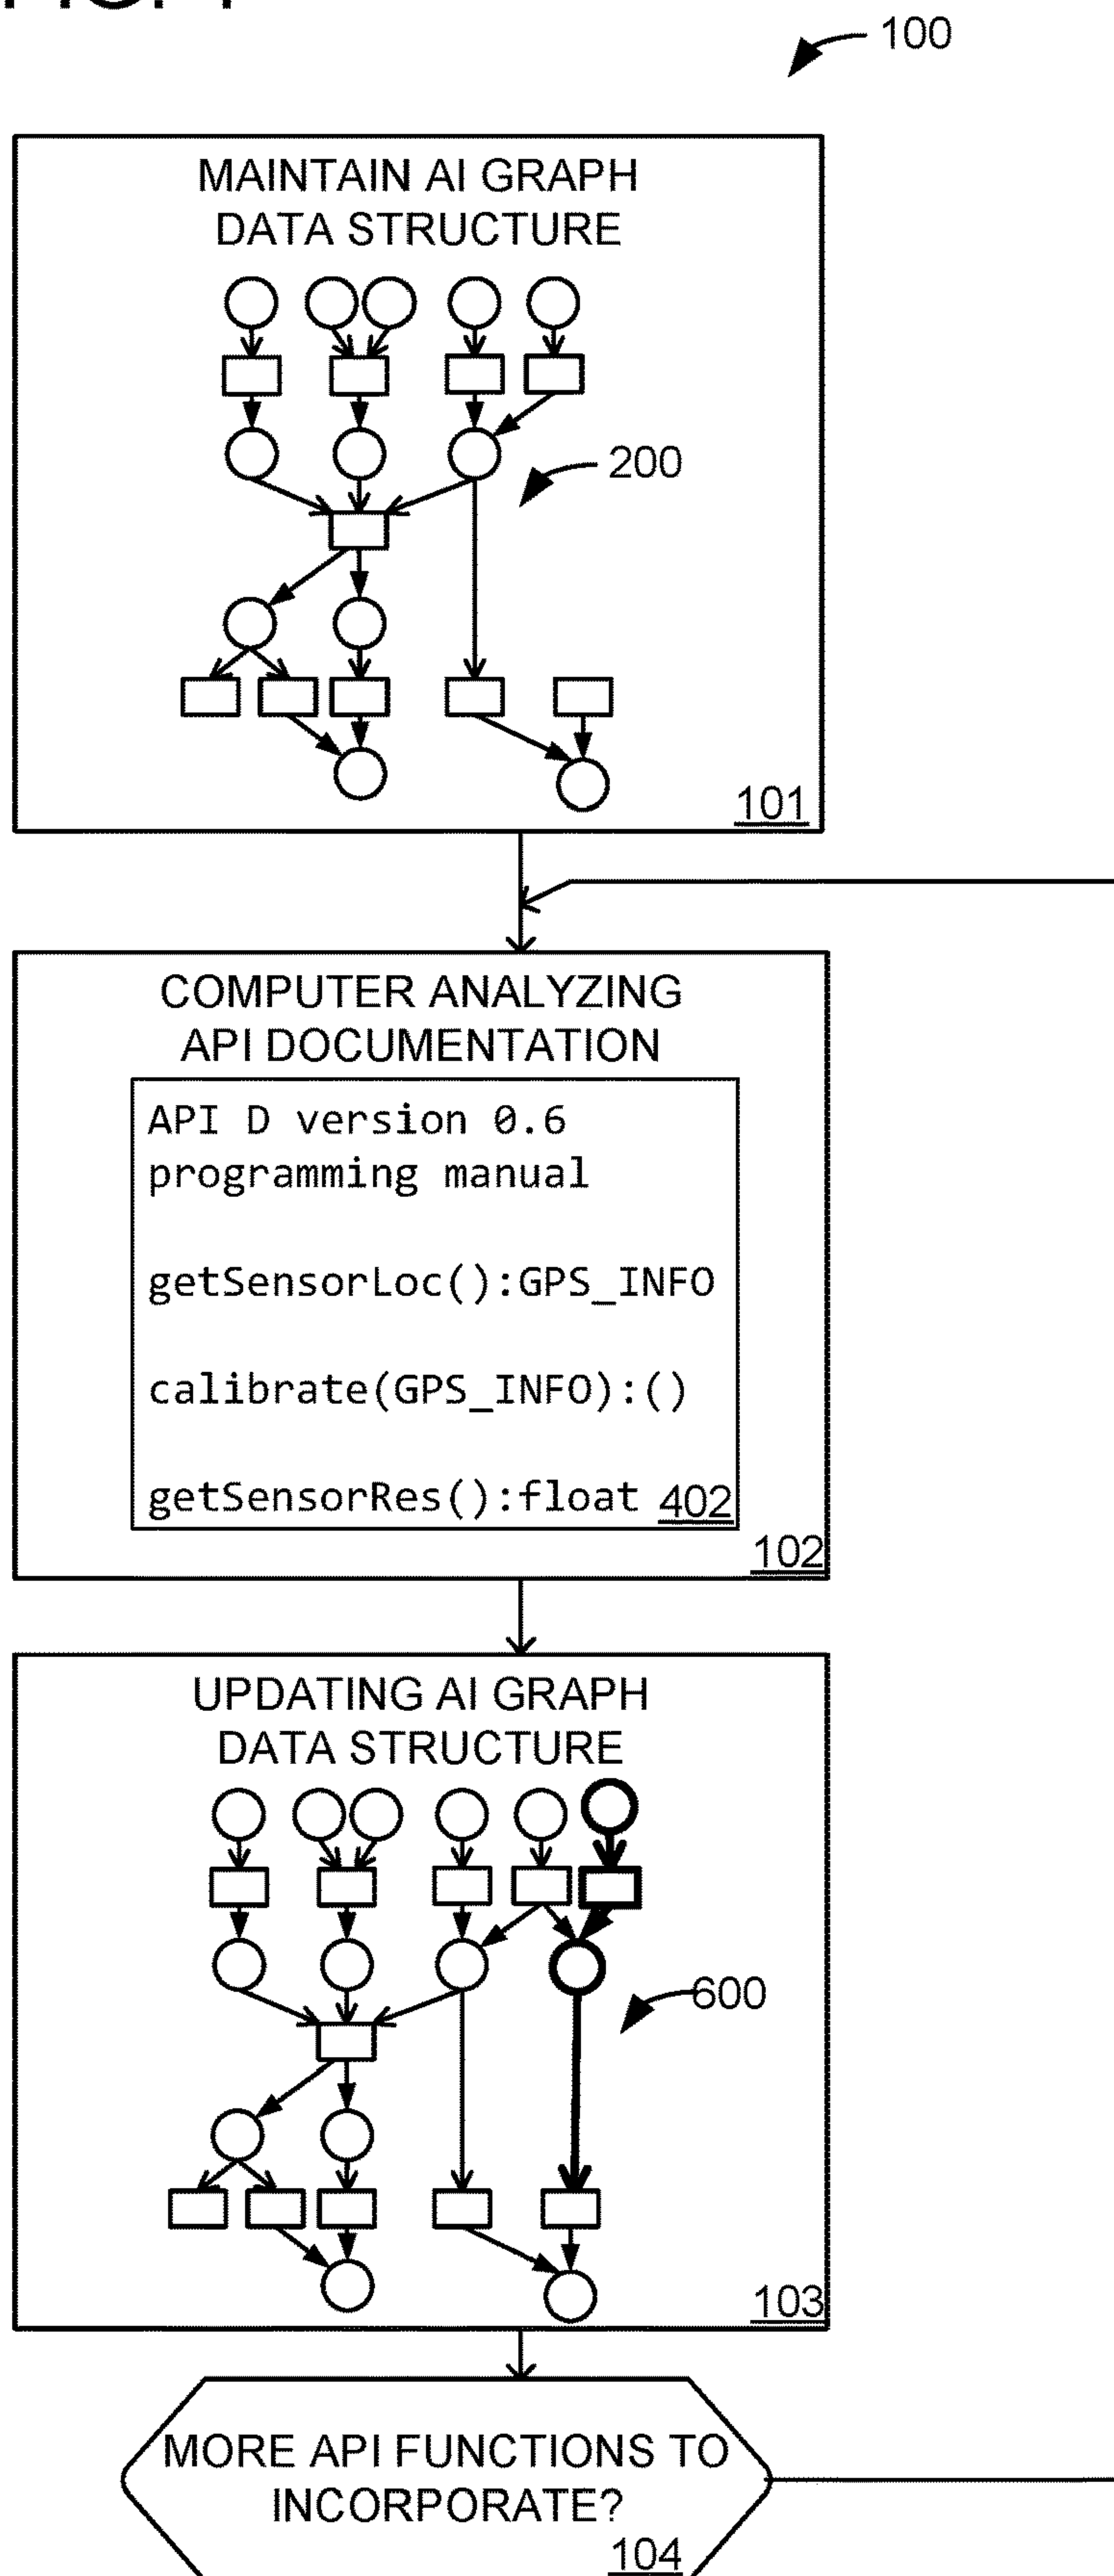 100
MAINTAIN AI GRAPH
DATA STRUCTURE
200
101
COMPUTER ANALYZING
API DOCUMENTATION
API D version 0.6
programming manual
getSensorLoc():GPS_INFO
calibrate(GPS_INFO):()
getSensorRes():float 402
102
UPDATING AI GRAPH
DATA STRUCTURE
600
103
MORE API FUNCTIONS TO
INCORPORATE?
104